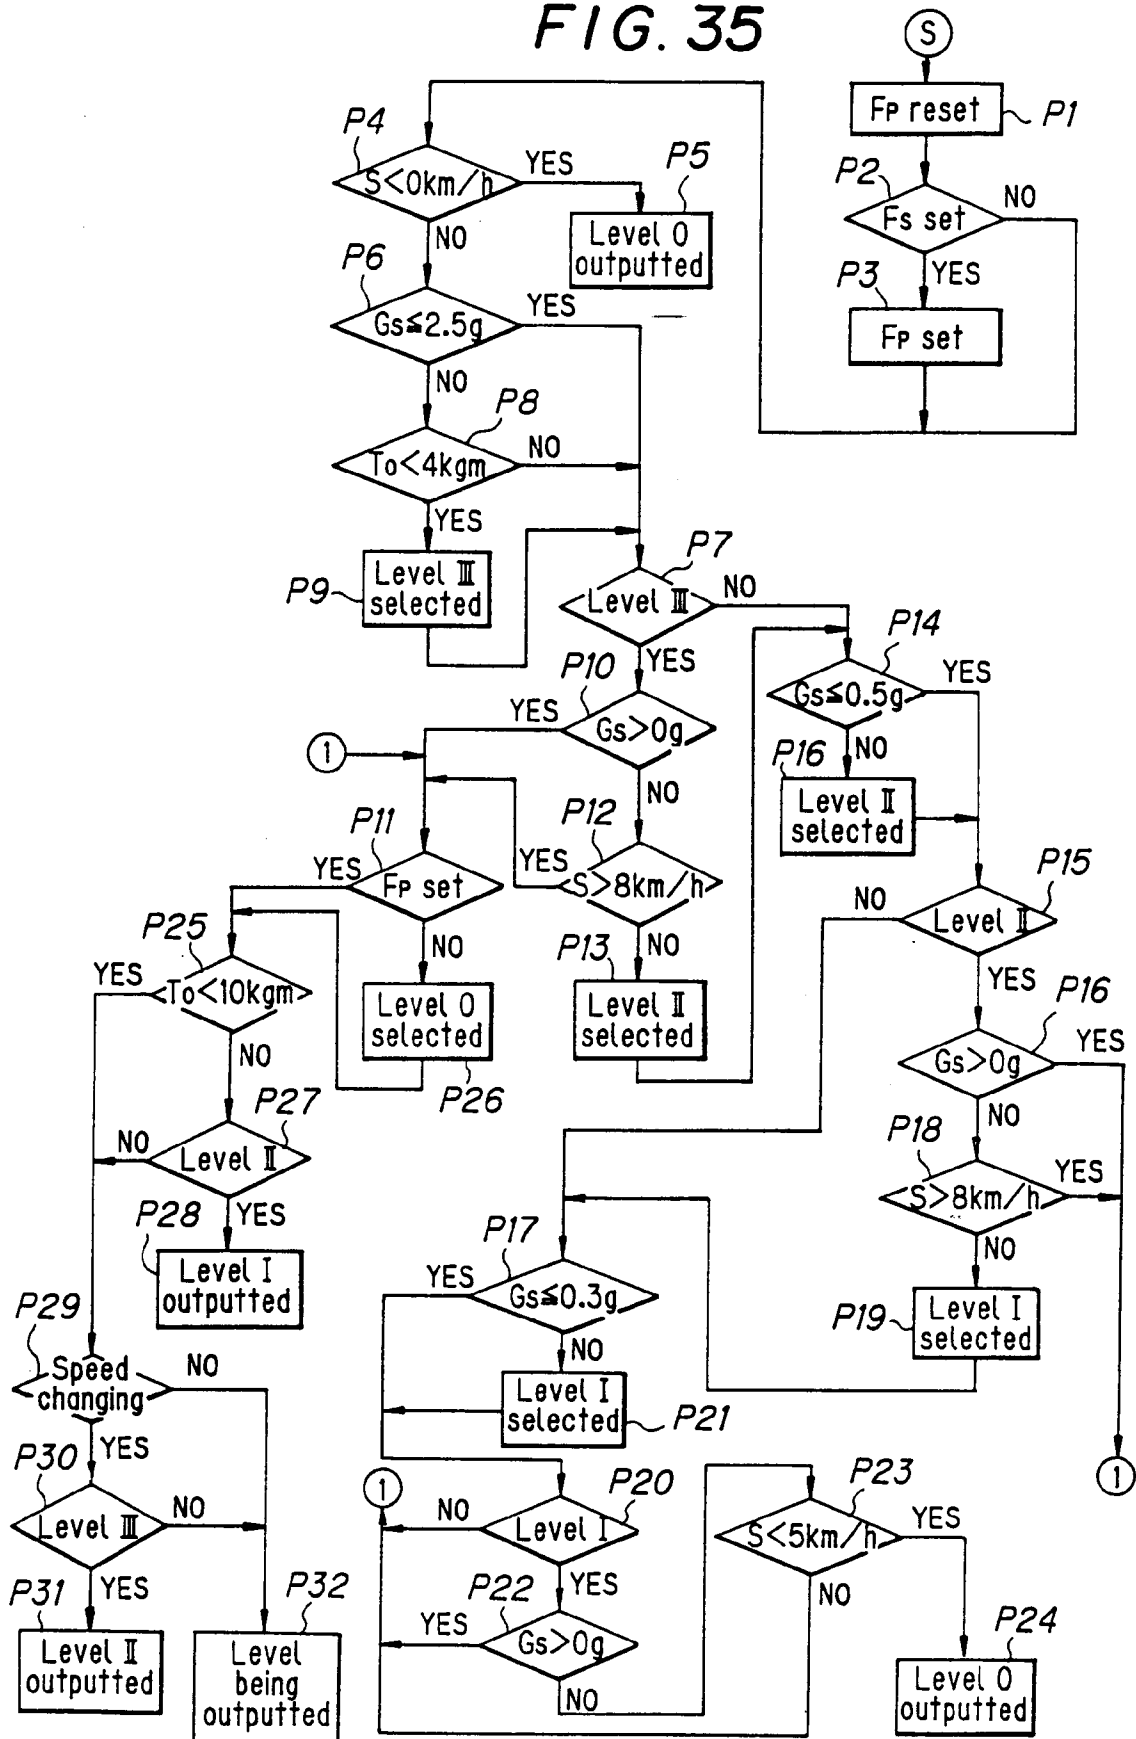 FIG. 35
S
FP reset
P1
P2
Fs set
NO
YES
P3
FP set
P4
S<0km/h
YES
P5
Level 0
outputted
NO
P6
Gs≦2.5g
YES
NO
P8
To<4kgm
NO
YES
P9
Level Ⅲ
selected
P7
Level Ⅲ
NO
YES
P10
Gs>0g
YES
NO
1
P14
Gs≦0.5g
YES
NO
P16
Level Ⅱ
selected
P11
FP set
YES
NO
P12
S>8km/h
YES
NO
P13
Level Ⅱ
selected
P15
Level Ⅱ
NO
YES
P25
To<10kgm
YES
NO
Level 0
selected
P26
P16
Gs>0g
YES
NO
P27
Level Ⅱ
NO
YES
P18
S>8km/h
YES
NO
P28
Level Ⅰ
outputted
P17
Gs≦0.3g
YES
NO
P19
Level Ⅰ
selected
P29
Speed
changing
NO
YES
Level Ⅰ
selected
P21
1
P30
Level Ⅲ
NO
YES
1
P20
Level Ⅰ
NO
YES
P23
S<5km/h
YES
NO
P22
Gs>0g
YES
NO
P31
Level Ⅱ
outputted
P32
Level
being
outputted
P24
Level 0
outputted